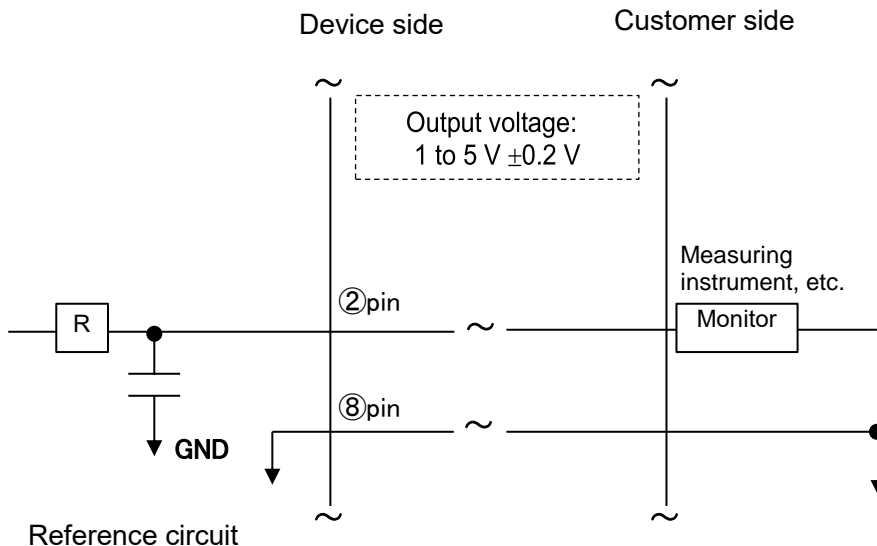 Device side
Customer side
Output voltage:
1 to 5 V ±0.2 V
Measuring
instrument, etc.
②pin
R
Monitor
⑧pin
GND
Reference circuit